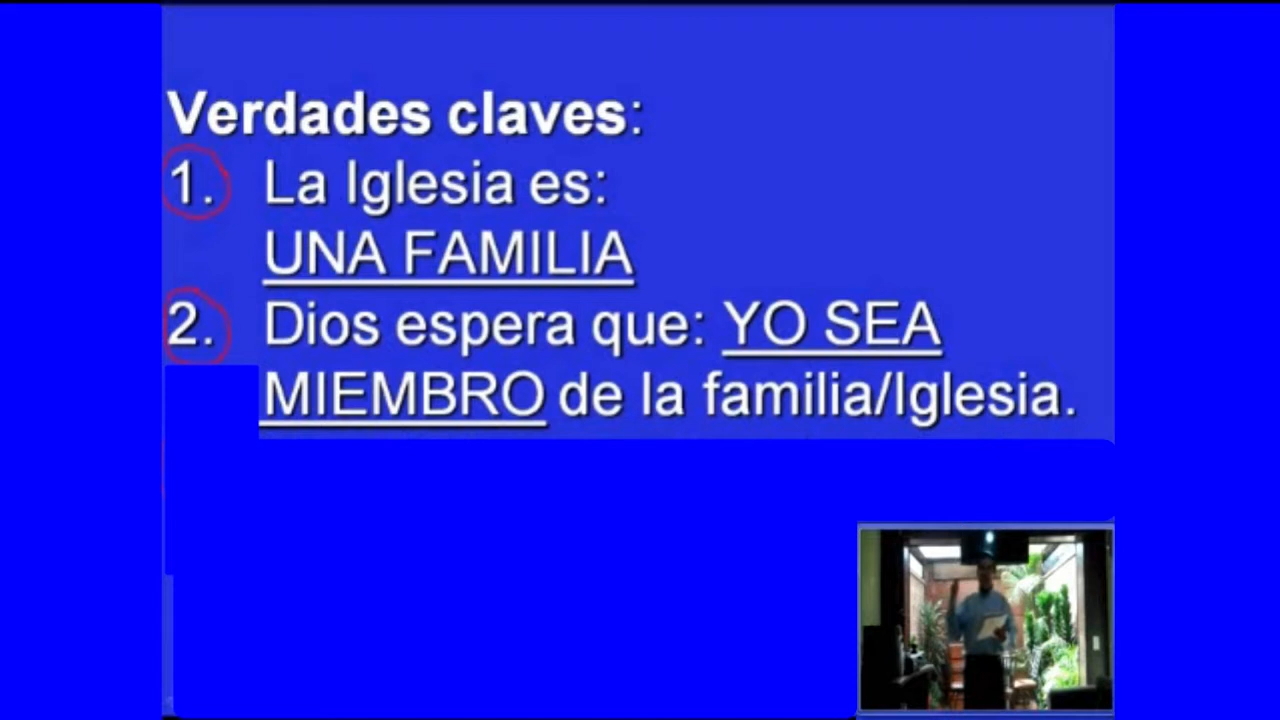 Verdades claves:
1. La Iglesia es:
UNA FAMILIA
2. Dios espera que: YO SEA
MIEMBRO de la familia/Iglesia.